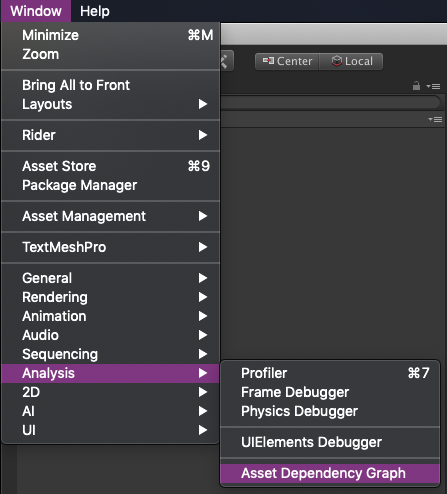 Window Help
Minimize ⌘M
Zoom
Center Local
Bring All to Front
Layouts
Rider
Asset Store ⌘9
Package Manager
Asset Management
TextMeshPro
General
Rendering
Animation
Audio
Sequencing
Analysis
2D
AI
UI
Profiler ⌘7
Frame Debugger
Physics Debugger
UIElements Debugger
Asset Dependency Graph